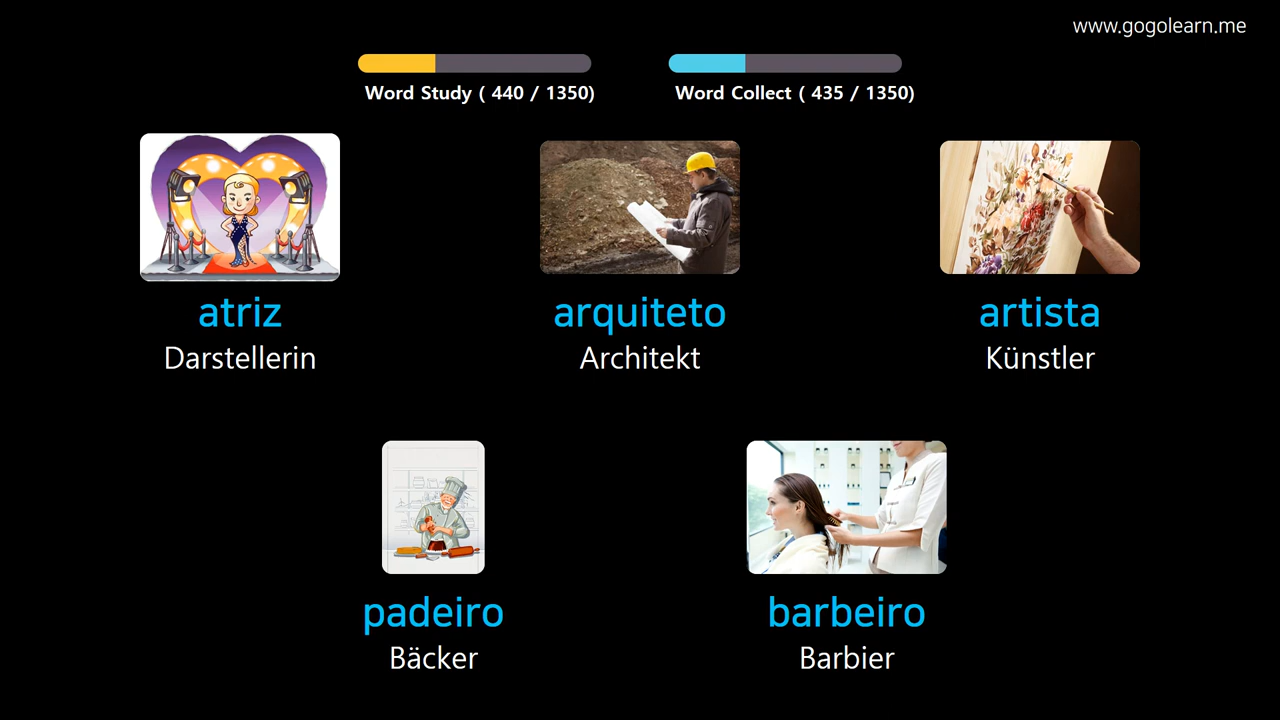 www.gogolearn.me
Word Study ( 440 / 1350)
Word Collect ( 435 / 1350)
atriz
Darstellerin
arquiteto
Architekt
artista
Künstler
padeiro
Bäcker
barbeiro
Barbier